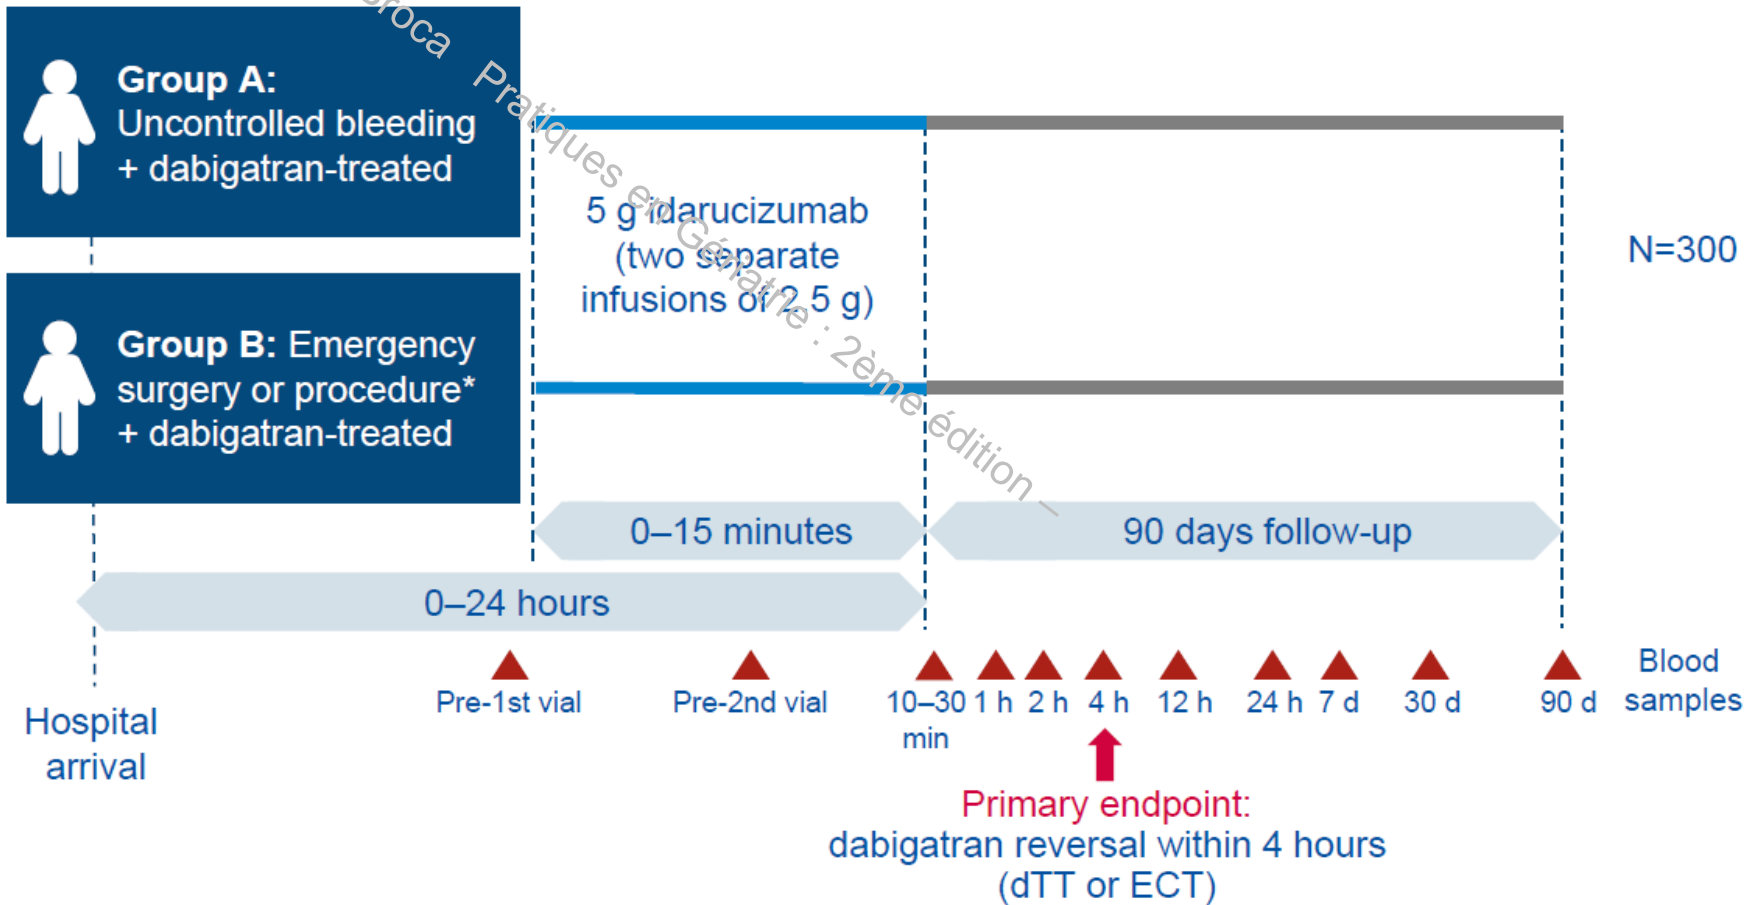 Group A:
Uncontrolled bleeding
+ dabigatran-treated
5 g idarucizumab
(two separate
infusions of 2.5 g)
N=300
Group B: Emergency
surgery or procedure*
+ dabigatran-treated
0–15 minutes
90 days follow-up
0–24 hours
Pre-1st vial
Pre-2nd vial
10–30
min
1 h
2 h
4 h
12 h
24 h
7 d
30 d
90 d
Blood
samples
Hospital
arrival
Primary endpoint:
dabigatran reversal within 4 hours
(dTT or ECT)
Pratiques en Gériatrie : 2ème édition –